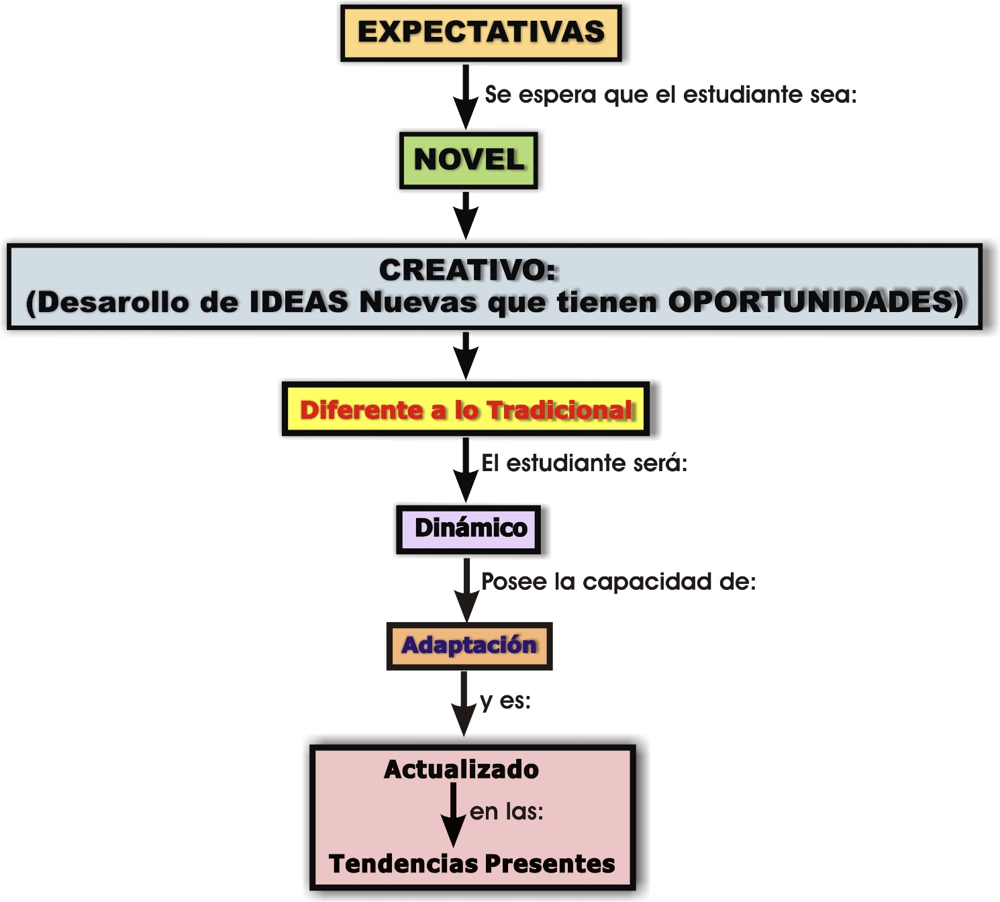 EXPECTATIVAS
Se espera que el estudiante sea:
NOVEL
CREATIVO:
(Desarollo de IDEAS Nuevas que tienen OPORTUNIDADES)
Diferente a lo Tradicional
El estudiante será:
Dinámico
Posee la capacidad de:
Adaptación
y es:
Actualizado
en las:
Tendencias Presentes